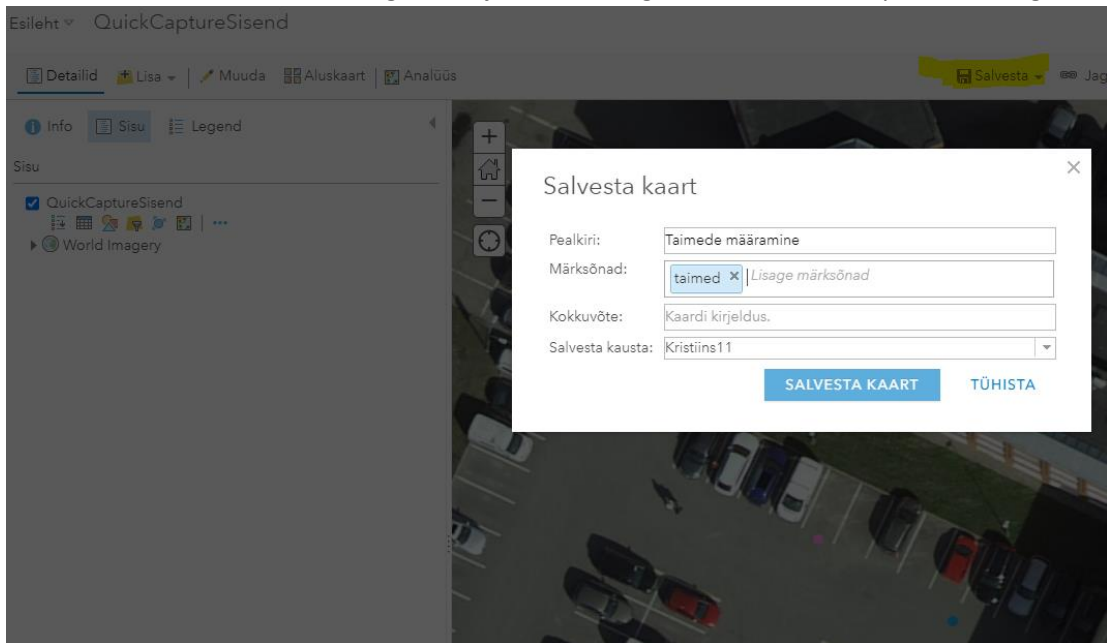 Esileht QuickCaptureSisend
Detailid Lisa Muuda Aluskaart Analüüs Salvesta Jag
Info Sisu Legend
Sisu
QuickCaptureSisend
World Imagery
Salvesta kaart
Pealkiri: Taimede määramine
Märksõnad: taimed × Lisage märksõnad
Kokkuvõte: Kaardi kirjeldus.
Salvesta kausta: Kristiins11
SALVESTA KAART TÜHISTA